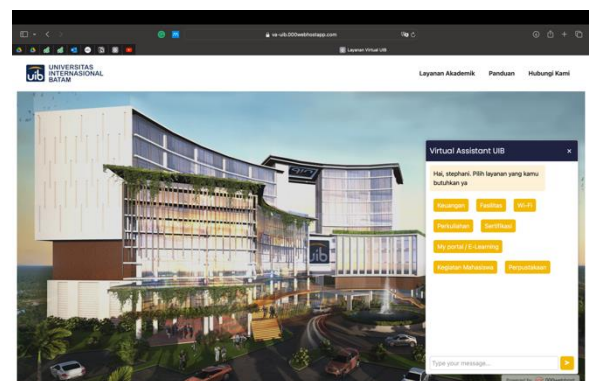 va-uib.000webhostapp.com
Layanan Virtual UIB
uib
UNIVERSITAS
INTERNASIONAL
BATAM
Layanan Akademik Panduan Hubungi Kami
uib
Virtual Assistant UIB ×
Hai, stephani. Pilih layanan yang kamu
butuhkan ya
Keuangan Fasilitas Wi-Fi
Perkuliahan Sertifikasi
My portal / E-Learning
Kegiatan Mahasiswa Perpustakaan
Type your message...